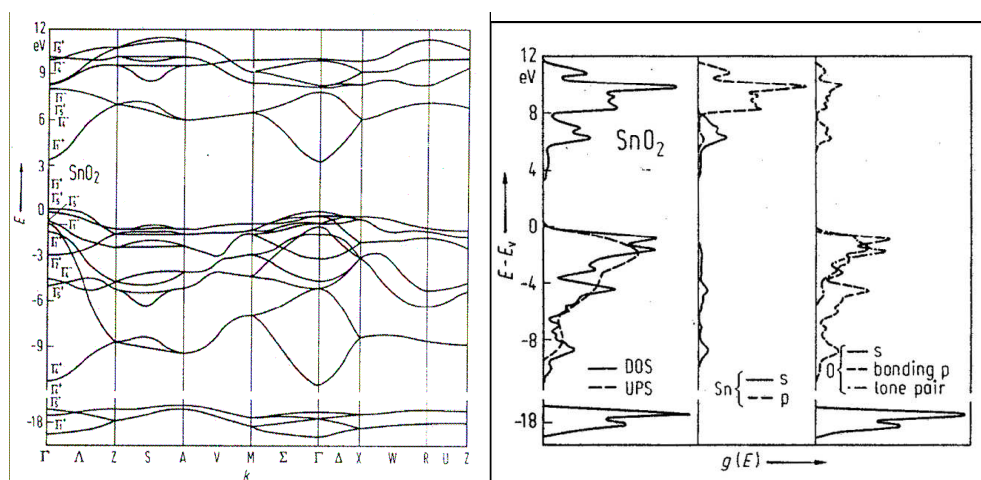 12
eV
9
6
3
0
-3
-6
-9
-18
E
SnO2
Γ Λ Z S A V M Σ Γ Δ X W R U Z
k
12
eV
8
4
0
-4
-8
-18
E - Ev
SnO2
DOS
UPS
Sn { s
p
O { s
bonding p
lone pair
g(E)